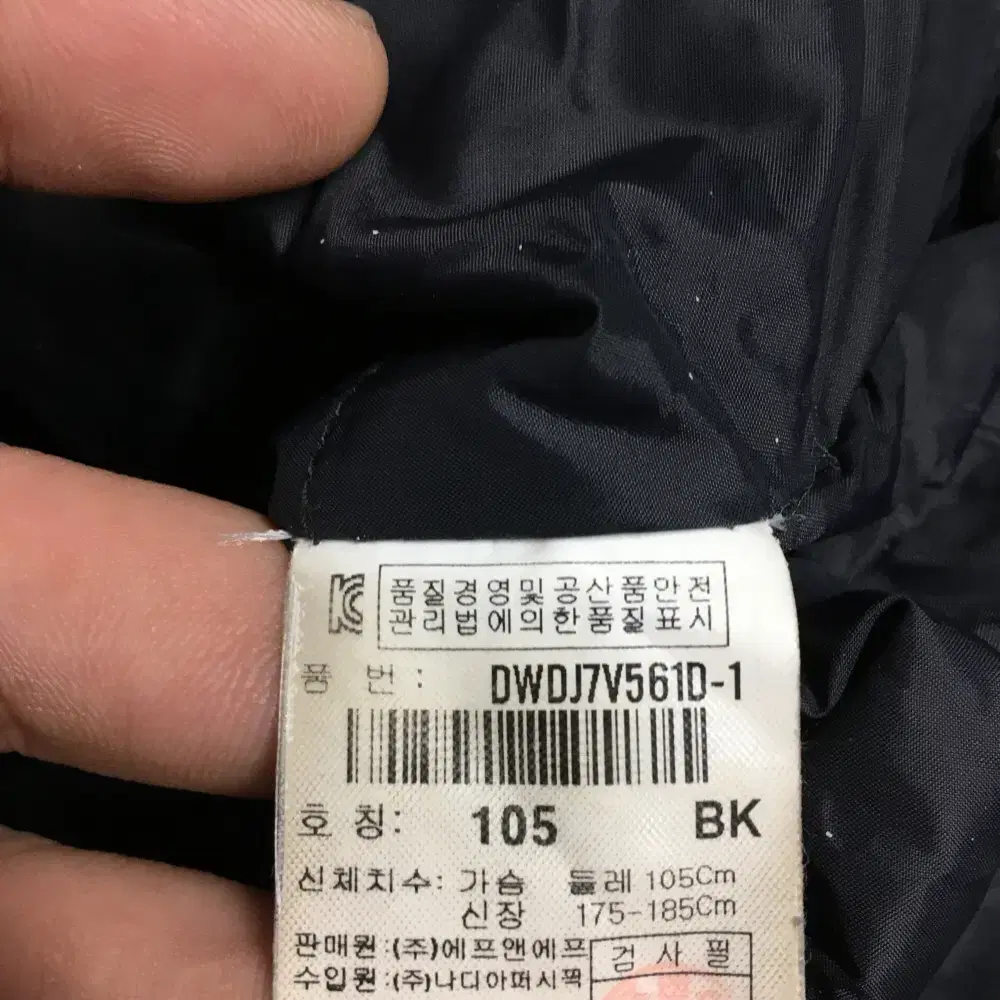 품질경영및공산품안전
관리법에의한품질표시
품 번 : DWDJ7V561D-1
호 칭: 105 BK
신체치수: 가슴 둘레 105Cm
신장 175-185Cm
판매원 : (주)에프앤에프
수입원 : (주)나디아퍼시픽
검 사 필